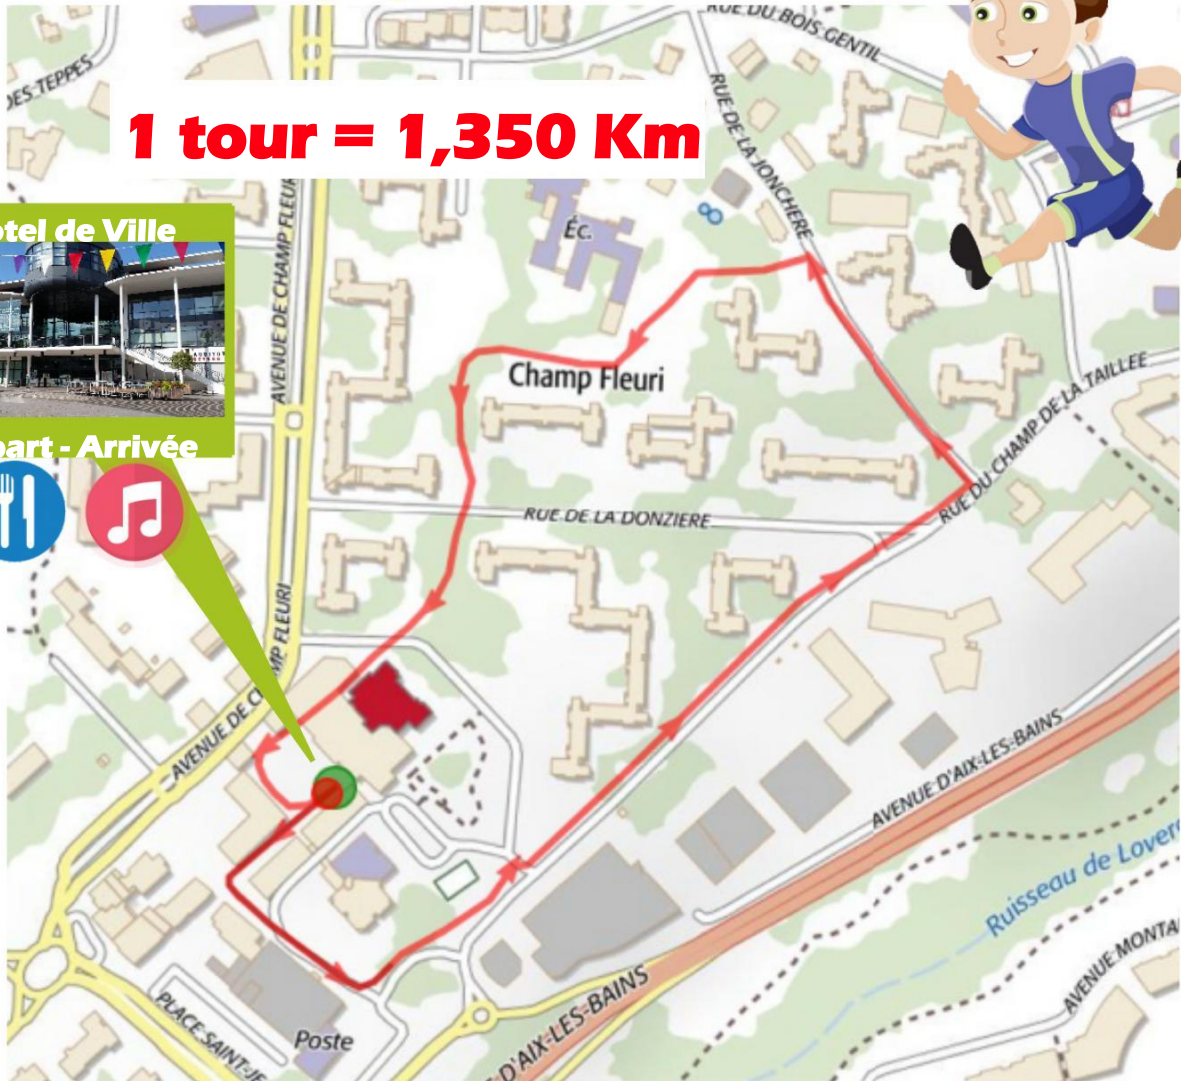 RUE DU BOIS GENTIL
DES TEPPES
1 tour = 1,350 Km
RUE DE LA JONCHERE
AVENUE DE CHAMP FLEURI
Éc.
otel de Ville
Champ Fleuri
RUE DU CHAMP DE LA TAILLEE
part - Arrivée
RUE DE LA DONZIERE
AVENUE DE CHAMP FLEURI
AVENUE D'AIX-LES-BAINS
Ruisseau de Lover
AVENUE MONTA
PLACE SAINT-JE
Poste
D'AIX-LES-BAINS